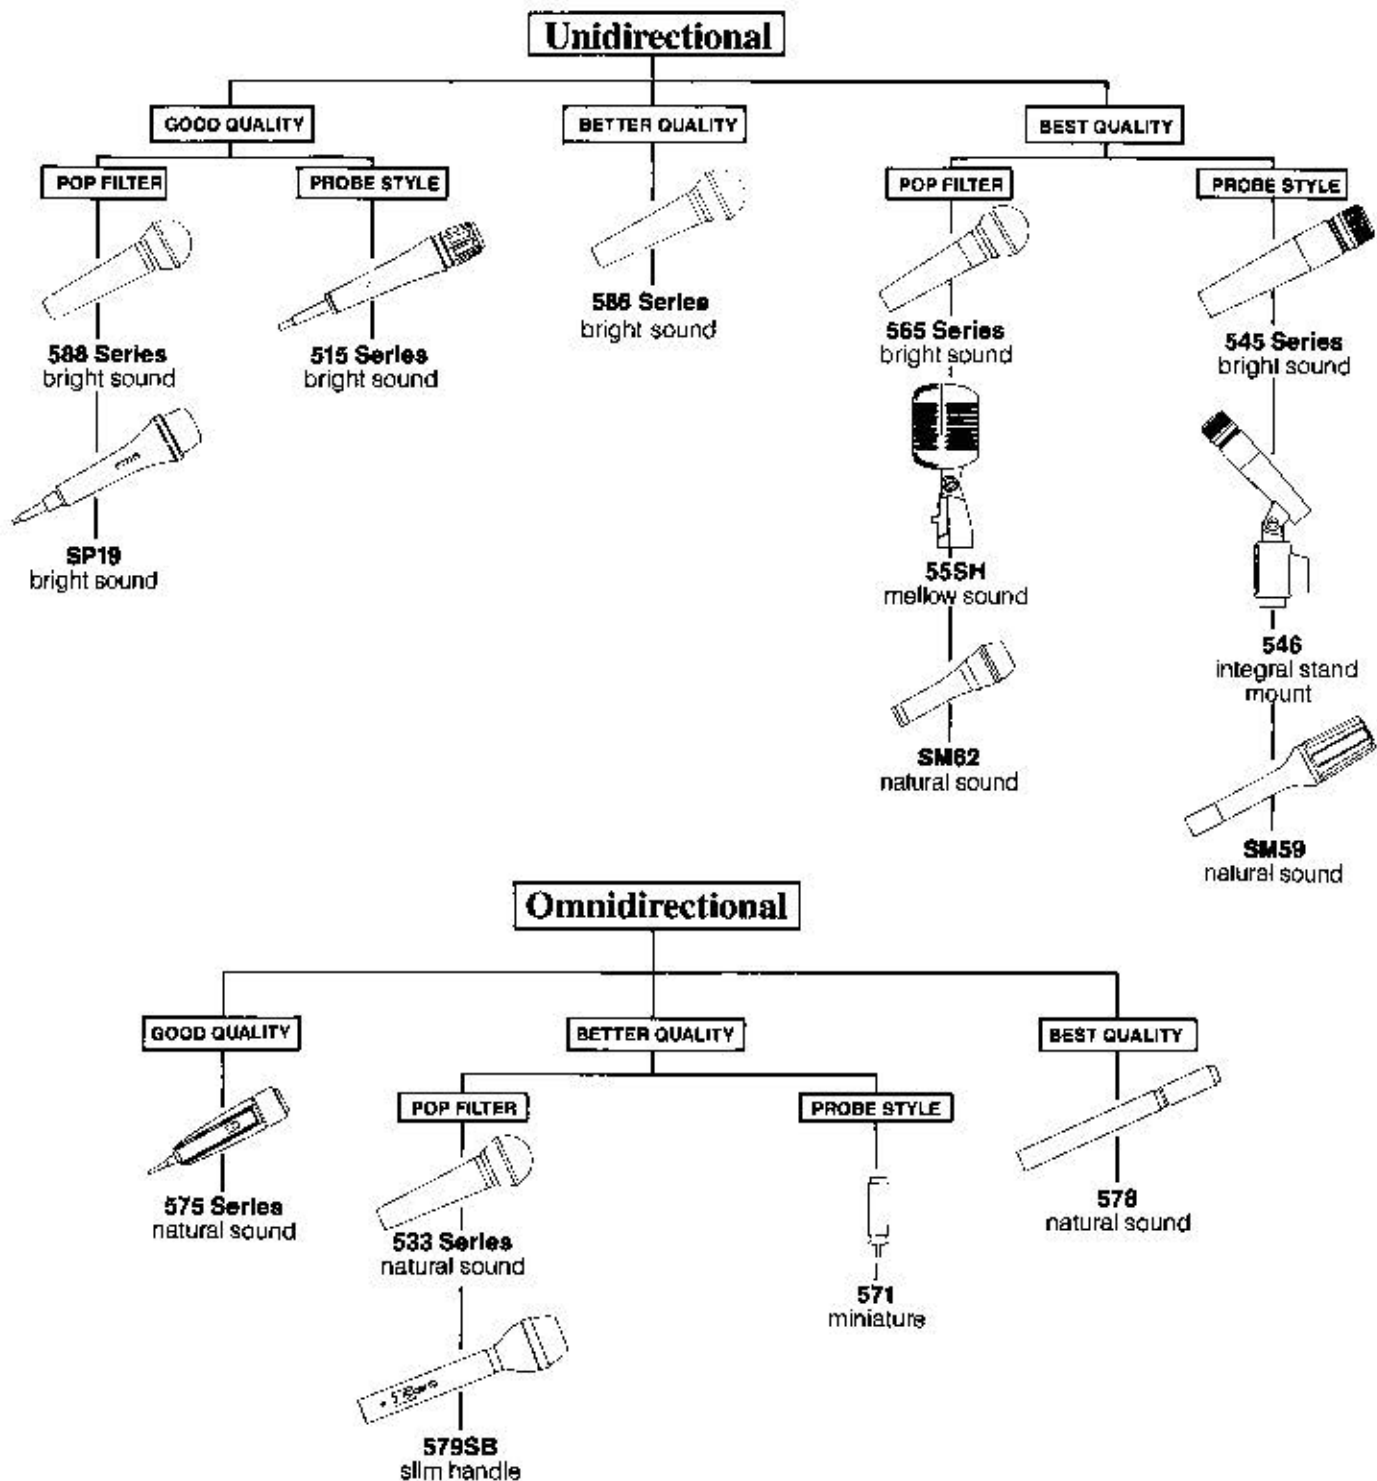 Unidirectional
GOOD QUALITY
BETTER QUALITY
BEST QUALITY
POP FILTER
PROBE STYLE
POP FILTER
PROBE STYLE
588 Series
bright sound
515 Series
bright sound
586 Series
bright sound
565 Series
bright sound
545 Series
bright sound
SP19
bright sound
55SH
mellow sound
546
integral stand
mount
SM62
natural sound
SM59
natural sound
Omnidirectional
GOOD QUALITY
BETTER QUALITY
BEST QUALITY
POP FILTER
PROBE STYLE
575 Series
natural sound
533 Series
natural sound
571
miniature
578
natural sound
579SB
slim handle